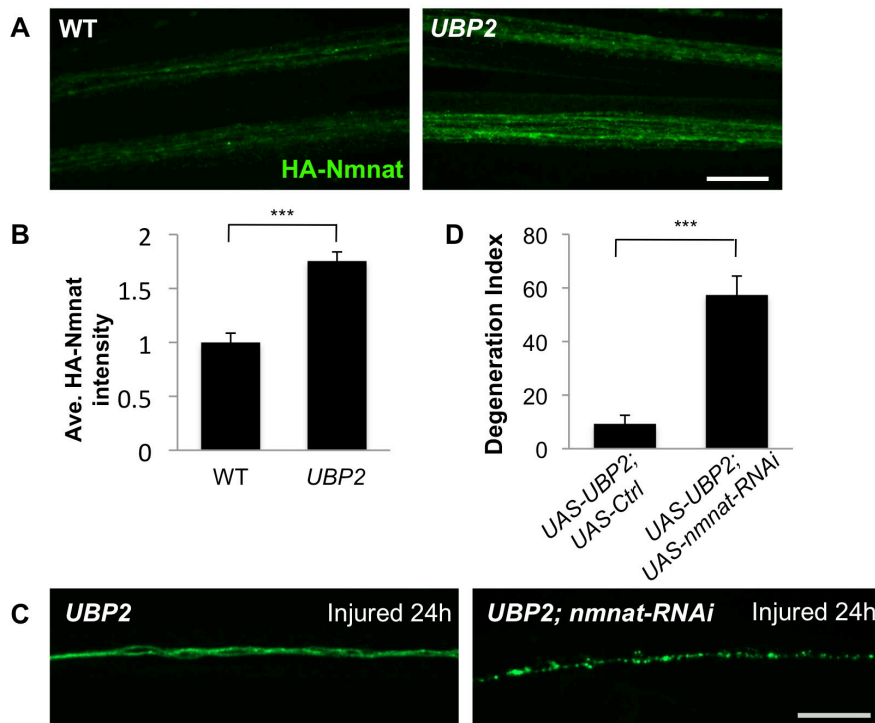 A
WT
UBP2
HA-Nmnat
B
***
Ave. HA-Nmnat
intensity
2
1.5
1
0.5
0
WT
UBP2
D
***
Degeneration Index
80
60
40
20
0
UAS-UBP2;
UAS-Ctrl
UAS-UBP2;
UAS-nmnat-RNAi
C
UBP2
Injured 24h
UBP2; nmnat-RNAi
Injured 24h